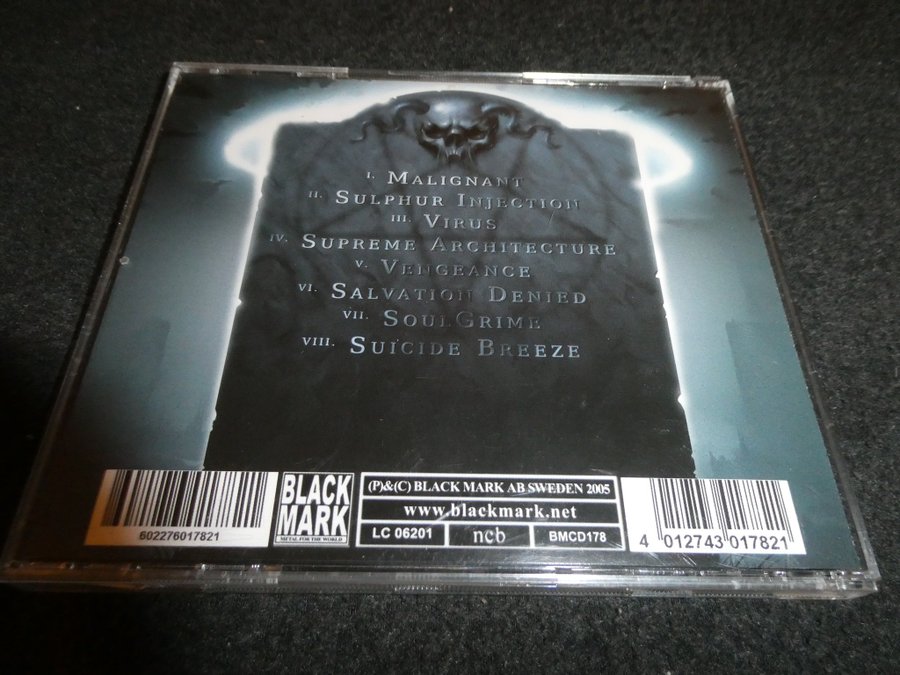 I. MALIGNANT
II. SULPHUR INJECTION
III. VIRUS
IV. SUPREME ARCHITECTURE
V. VENGEANCE
VI. SALVATION DENIED
VII. SOULGRIME
VIII. SUICIDE BREEZE
602276017821
BLACK
MARK
METAL FOR THE WORLD
(P)&(C) BLACK MARK AB SWEDEN 2005
www.blackmark.net
LC 06201 ncb BMCD178
4 012743 017821